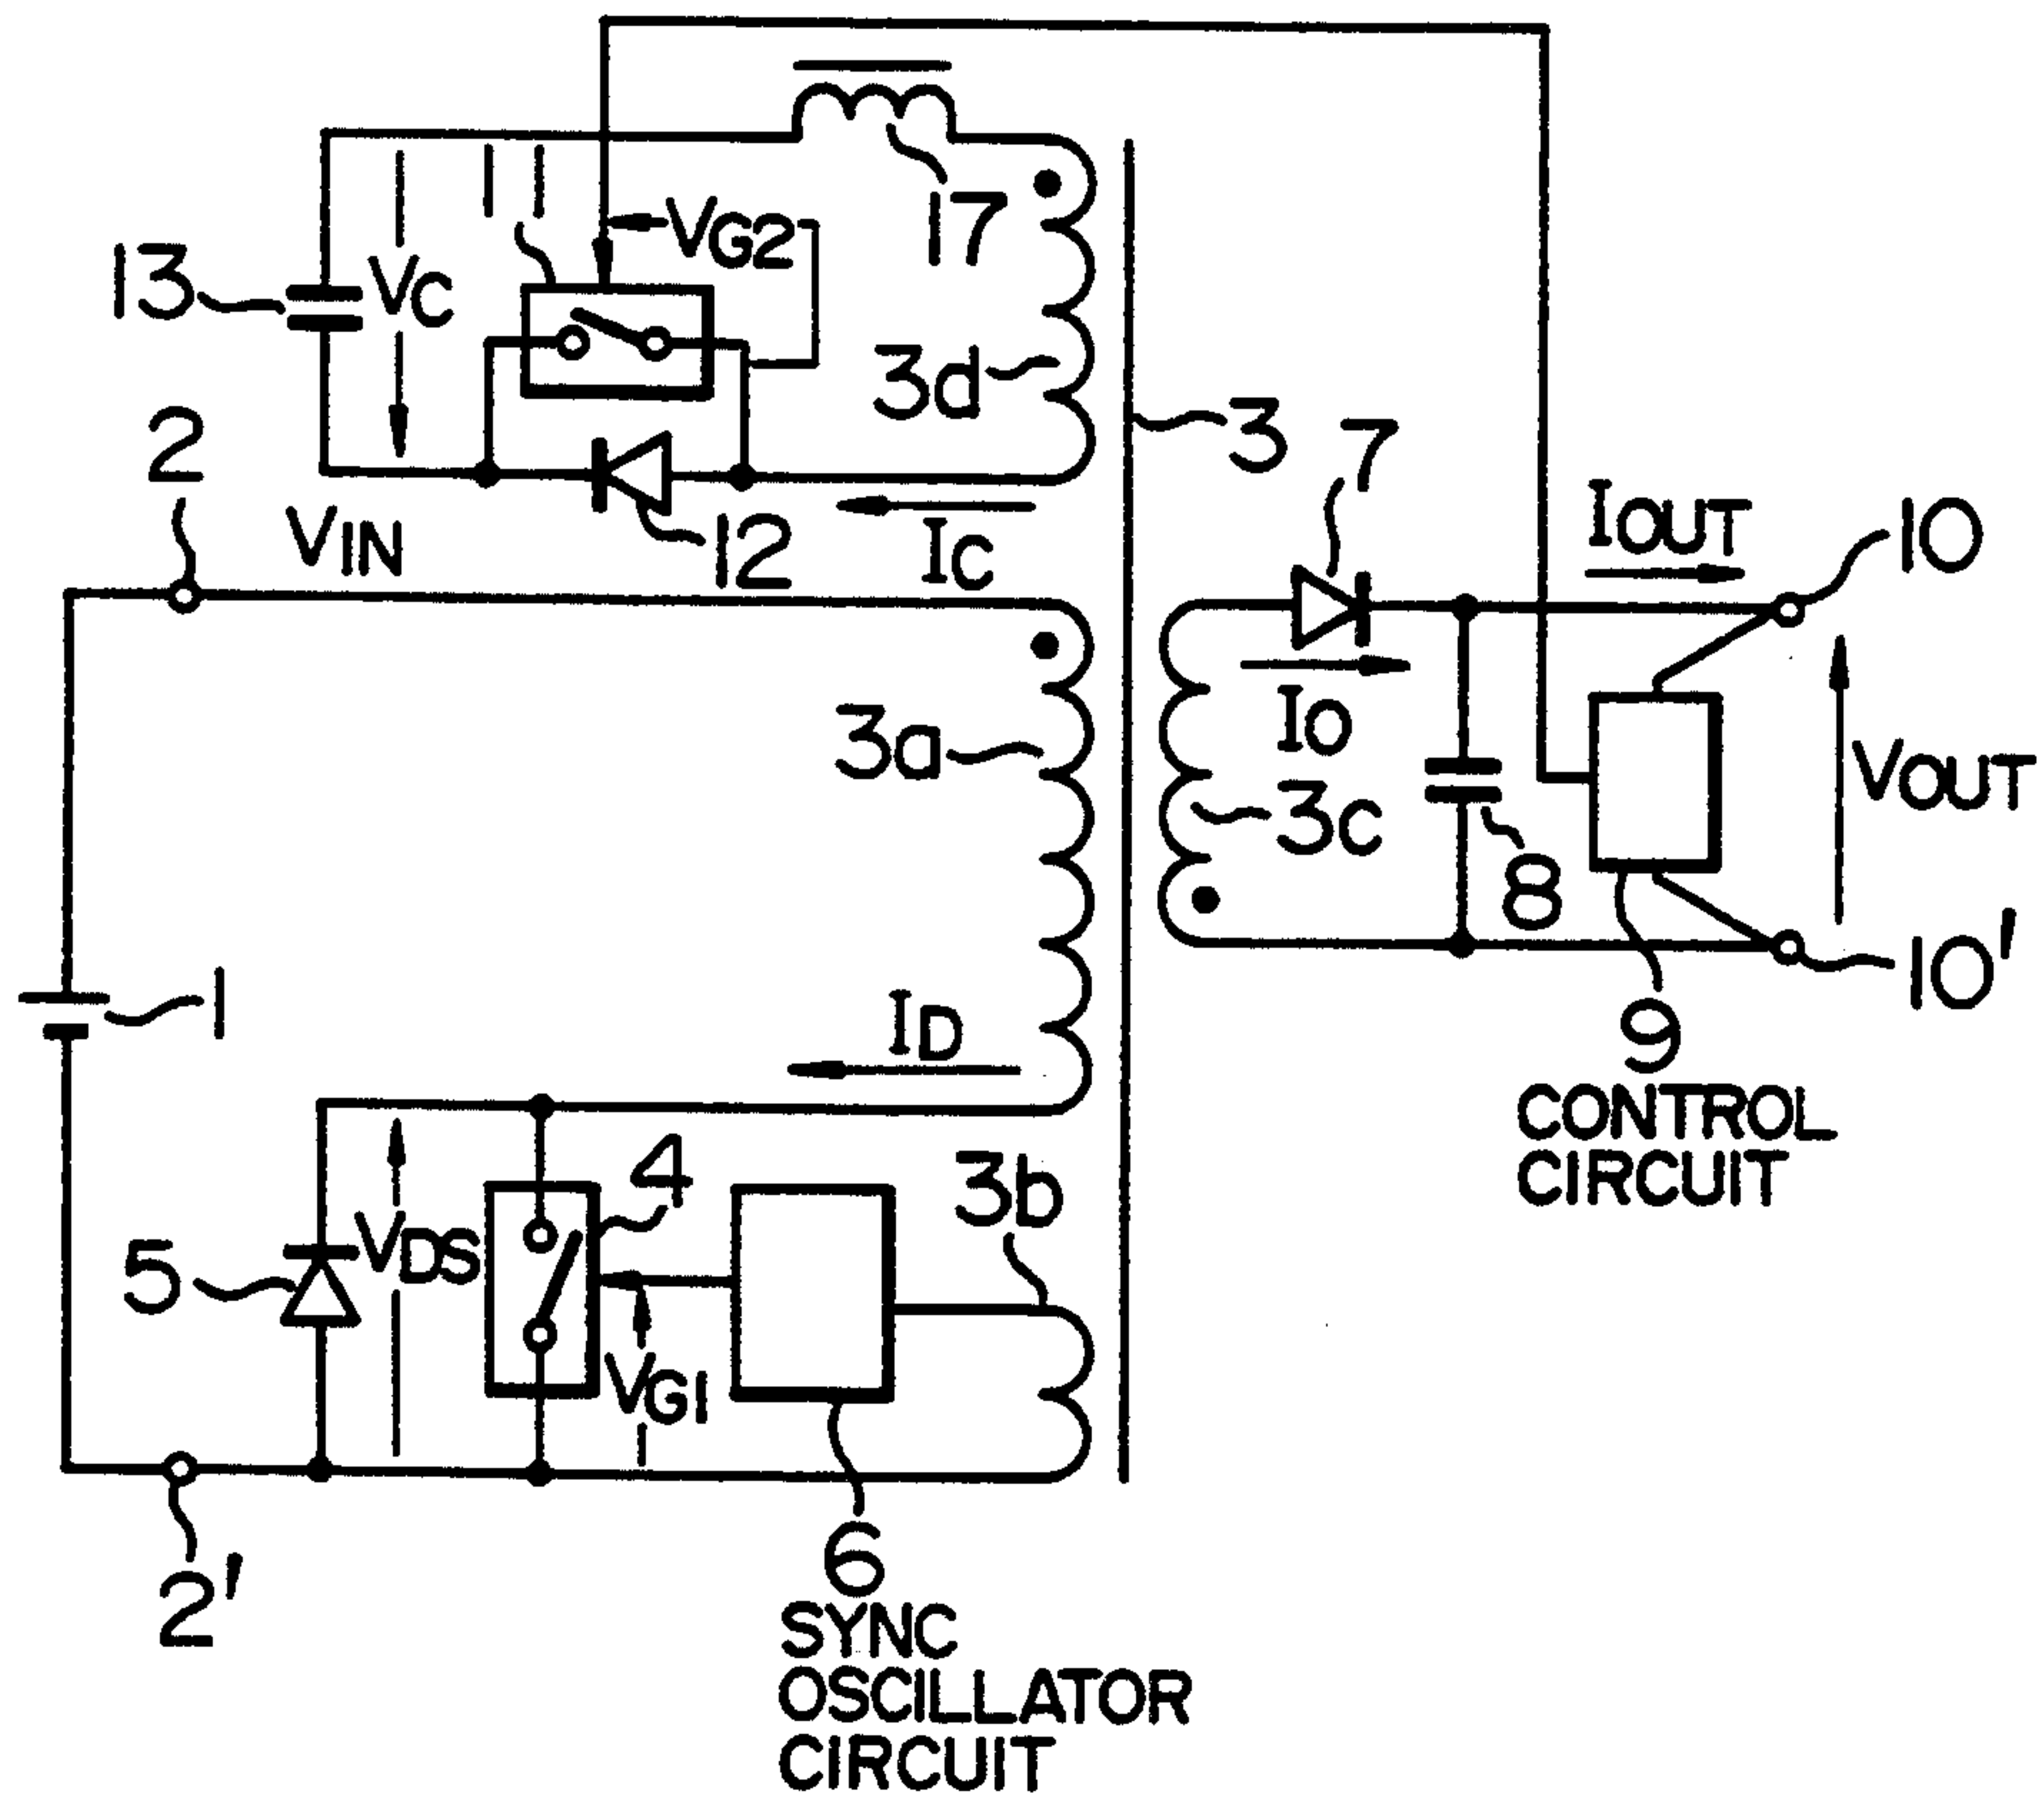 17
VG2
11
13
VC
3d
2
3
7
VIN
12
IC
IOUT
10
3a
IO
3c
8
VOUT
1
ID
10'
9
CONTROL
CIRCUIT
4
3b
5
VDS
VG1
2'
6
SYNC
OSCILLATOR
CIRCUIT